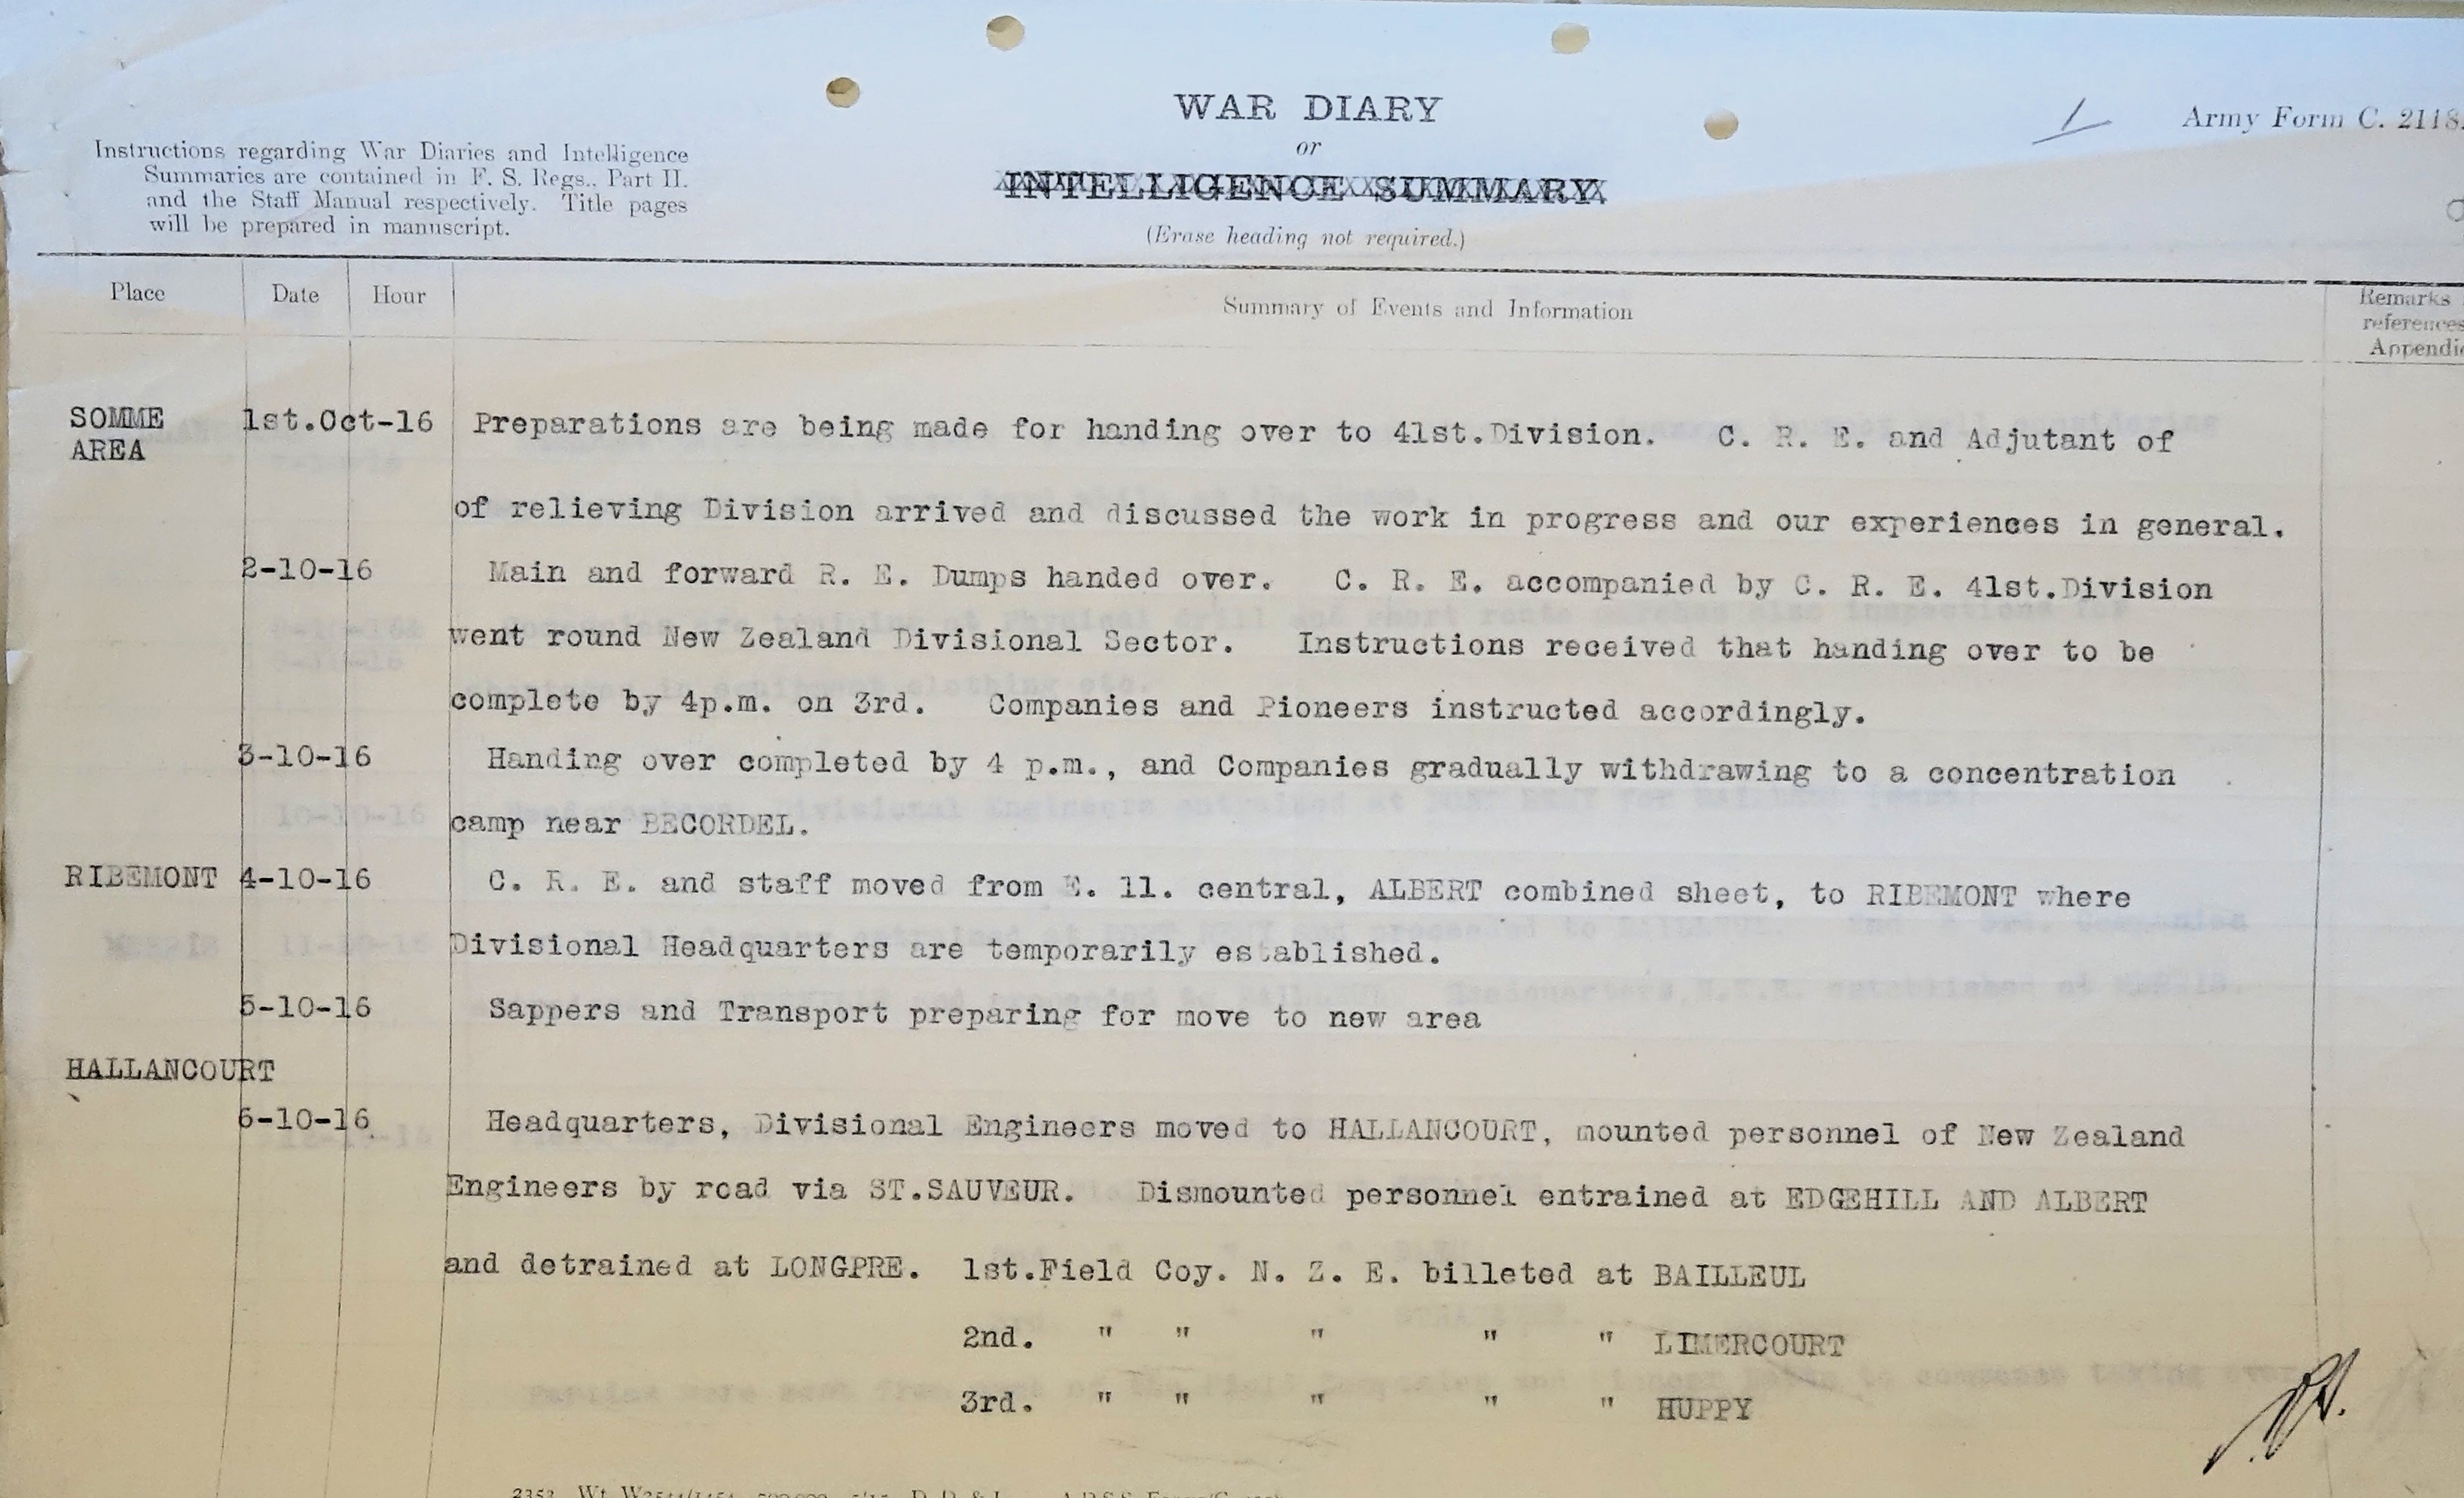 WAR DIARY
or
INTELLIGENCE SUMMARY.
(Erase heading not required.)
1
Army Form C. 2118.
Instructions regarding War Diaries and Intelligence
Summaries are contained in F. S. Regs., Part II.
and the Staff Manual respectively. Title pages
will be prepared in manuscript.
Place Date Hour Summary of Events and Information Remarks
references
SOMME AREA 1st.Oct-16 Preparations are being made for handing over to 41st.Division. C. R. E. and Adjutant of
of relieving Division arrived and discussed the work in progress and our experiences in general.
2-10-16 Main and forward R. E. Dumps handed over. C. R. E. accompanied by C. R. E. 41st.Division
went round New Zealand Divisional Sector. Instructions received that handing over to be
complete by 4p.m. on 3rd. Companies and Pioneers instructed accordingly.
3-10-16 Handing over completed by 4 p.m., and Companies gradually withdrawing to a concentration
camp near BECORDEL.
RIBEMONT 4-10-16 C. R. E. and staff moved from E. 11. central, ALBERT combined sheet, to RIBEMONT where
Divisional Headquarters are temporarily established.
5-10-16 Sappers and Transport preparing for move to new area
HALLANCOURT
6-10-16 Headquarters, Divisional Engineers moved to HALLANCOURT, mounted personnel of New Zealand
Engineers by road via ST.SAUVEUR. Dismounted personnel entrained at EDGEHILL AND ALBERT
and detrained at LONGPRE. 1st.Field Coy. N. Z. E. billeted at BAILLEUL
2nd. " " " " " LIMERCOURT
3rd. " " " " " HUPPY